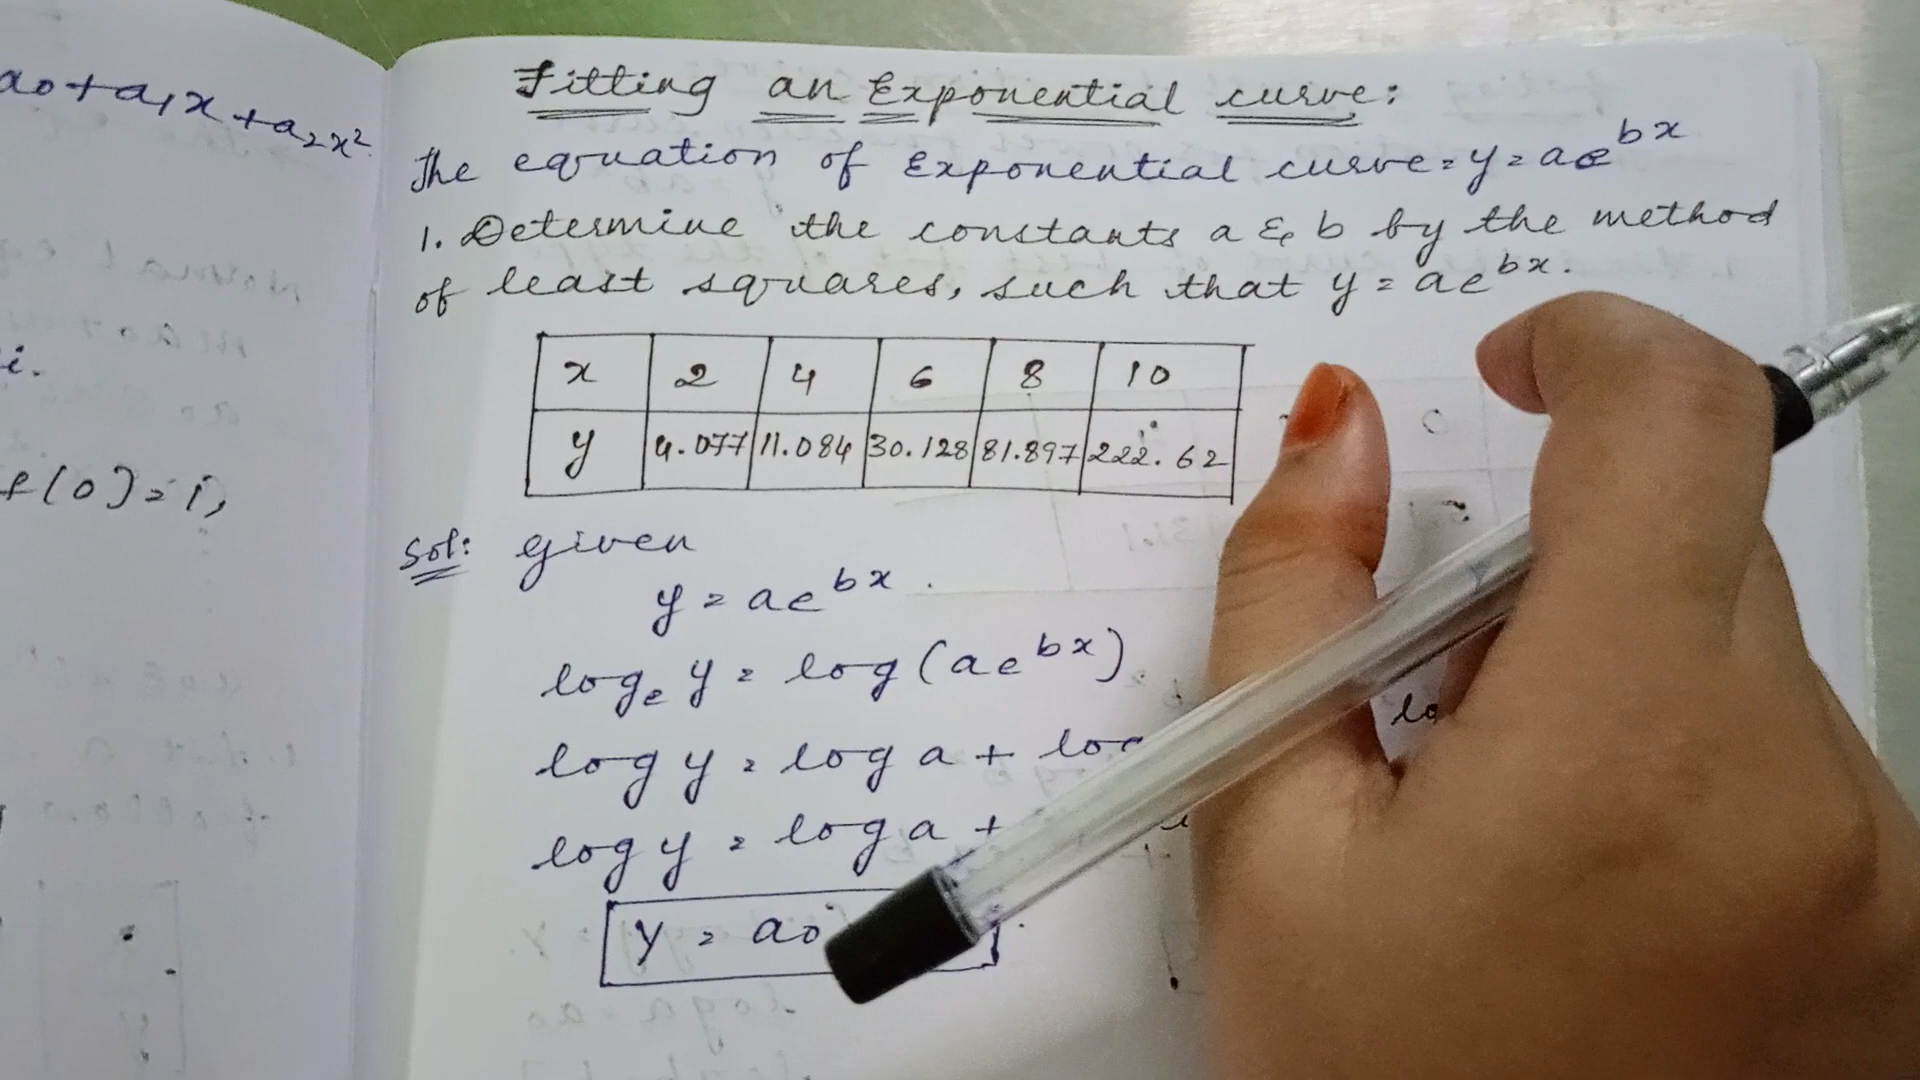 a0+a1x+a2x²
Fitting an Exponential curve:
The equation of Exponential curve = y = ae^bx
1. Determine the constants a & b by the method
of least squares, such that y = ae^bx.
x 2 4 6 8 10
y 4.077 11.084 30.128 81.897 222.62
f(0)=1,
Sol: given
y = ae^bx.
logₑ y = log (ae^bx)
log y = log a +
log y = log a +
Y = a0